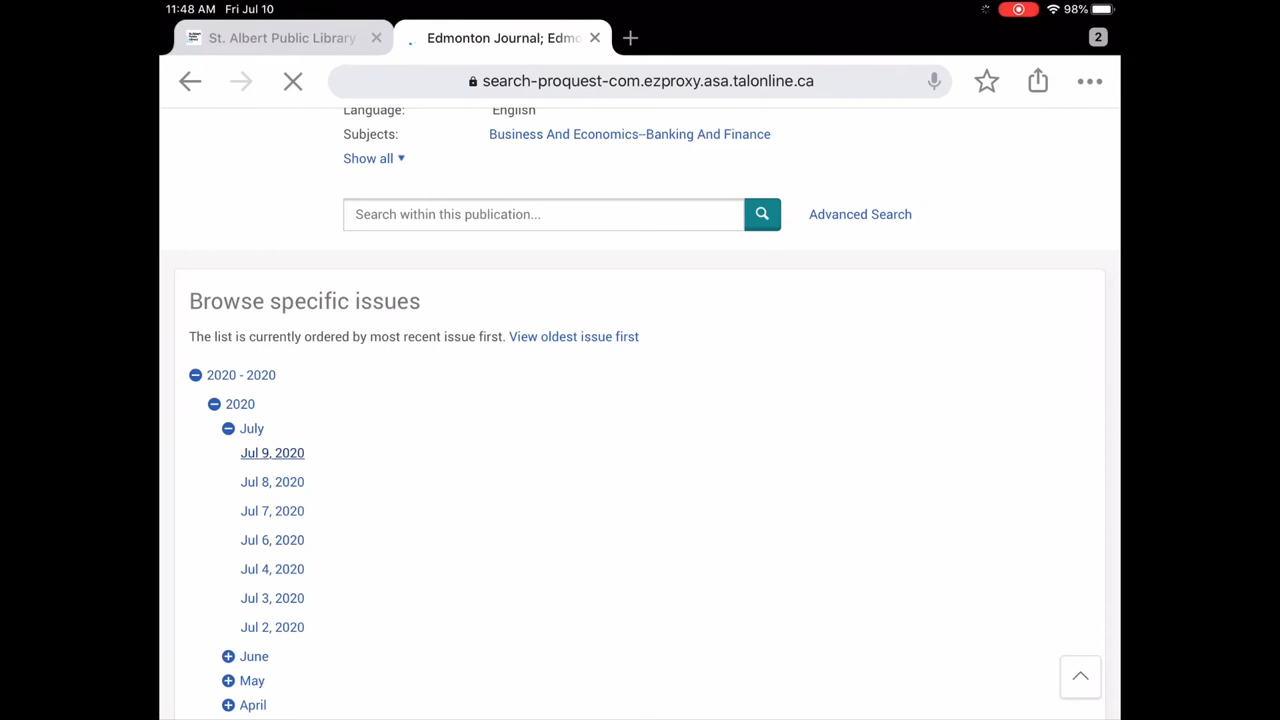 11:48 AM Fri Jul 10
98%
St. Albert Public Library
Edmonton Journal; Edmo
2
search-proquest-com.ezproxy.asa.talonline.ca
Language: English
Subjects: Business And Economics--Banking And Finance
Show all
Search within this publication...
Advanced Search
Browse specific issues
The list is currently ordered by most recent issue first. View oldest issue first
2020 - 2020
2020
July
Jul 9, 2020
Jul 8, 2020
Jul 7, 2020
Jul 6, 2020
Jul 4, 2020
Jul 3, 2020
Jul 2, 2020
June
May
April